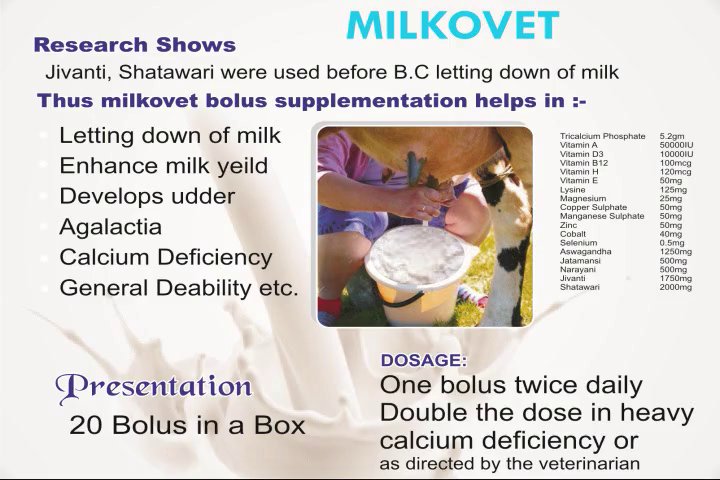 MILKOVET
Research Shows
Jivanti, Shatawari were used before B.C letting down of milk
Thus milkovet bolus supplementation helps in :-
Letting down of milk
Enhance milk yeild
Develops udder
Agalactia
Calcium Deficiency
General Deability etc.
Tricalcium Phosphate 5.2gm
Vitamin A 50000IU
Vitamin D3 10000IU
Vitamin B12 100mcg
Vitamin H 120mcg
Vitamin E 50mg
Lysine 125mg
Magnesium 25mg
Copper Sulphate 50mg
Manganese Sulphate 50mg
Zinc 50mg
Cobalt 40mg
Selenium 0.5mg
Aswagandha 1250mg
Jatamansi 500mg
Narayani 500mg
Jivanti 1750mg
Shatawari 2000mg
Presentation
20 Bolus in a Box
DOSAGE:
One bolus twice daily
Double the dose in heavy
calcium deficiency or
as directed by the veterinarian